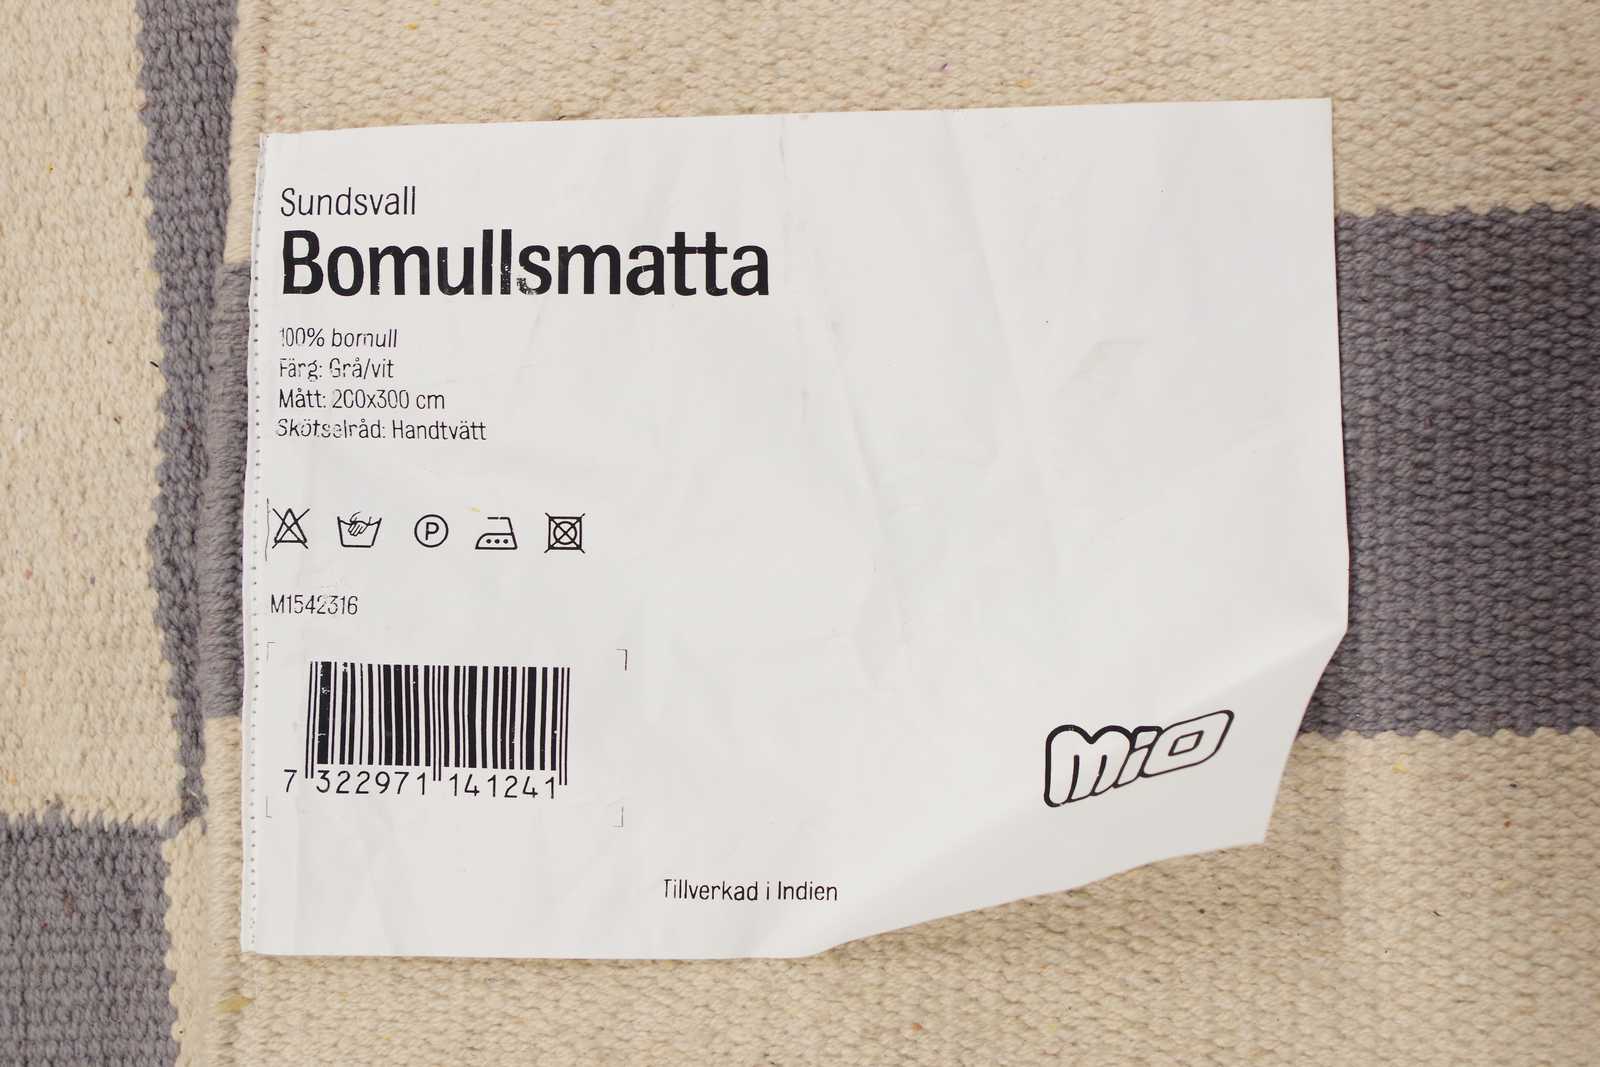 Sundsvall
Bomullsmatta
100% bomull
Färg: Grå/vit
Mått: 200x300 cm
Skötselråd: Handtvätt
P
M1542316
7 322971 141241
Mio
Tillverkad i Indien